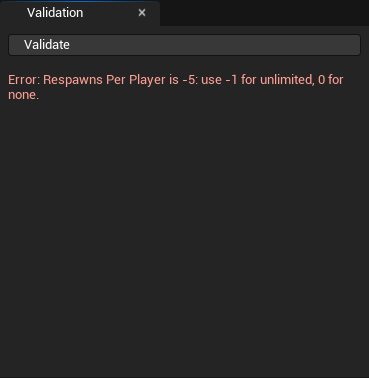 Validation
Validate
Error: Respawns Per Player is -5: use -1 for unlimited, 0 for
none.